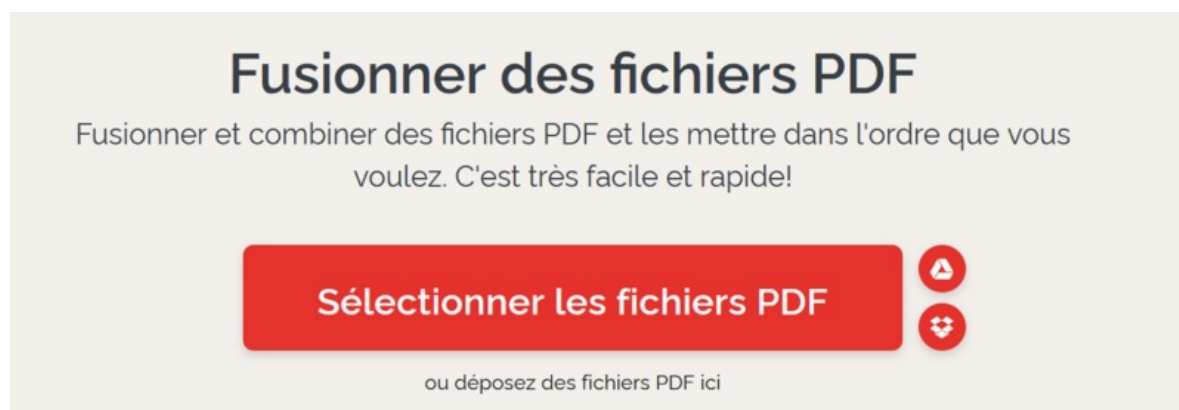 Fusionner des fichiers PDF
Fusionner et combiner des fichiers PDF et les mettre dans l'ordre que vous
voulez. C'est très facile et rapide!
Sélectionner les fichiers PDF
ou déposez des fichiers PDF ici